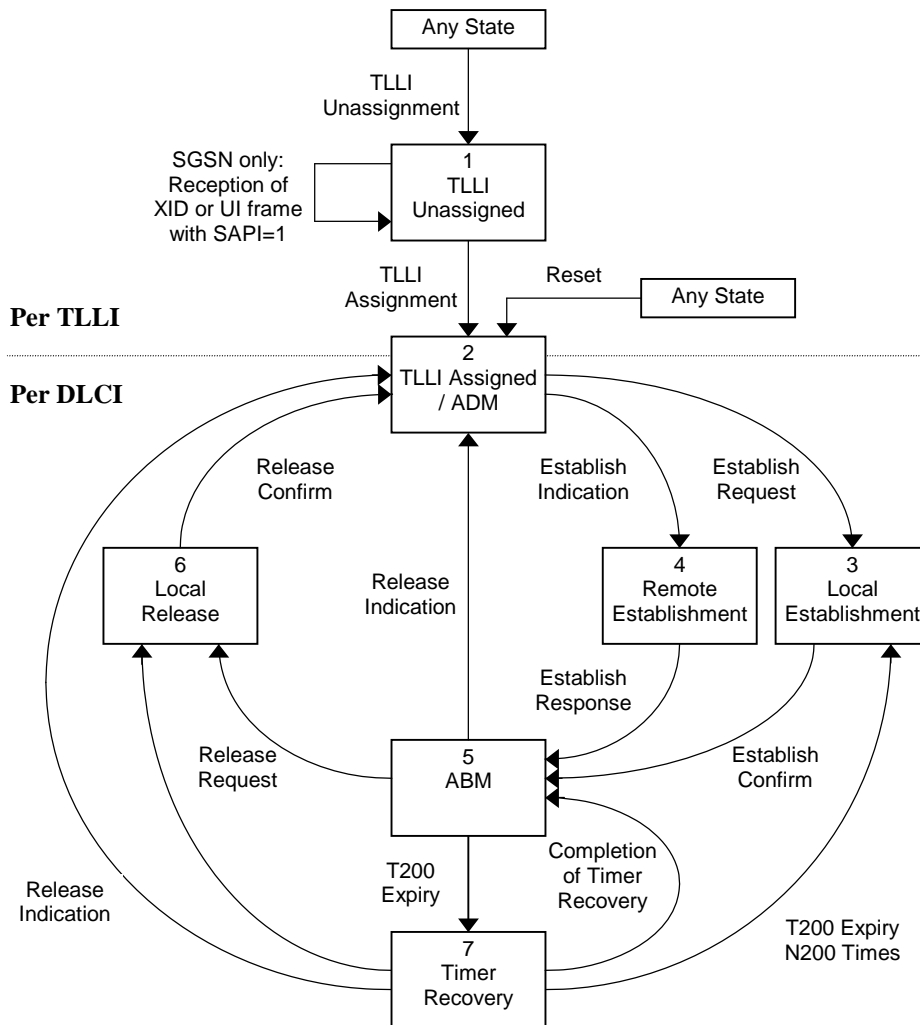 Any State
TLLI
Unassignment
1
TLLI
Unassigned
SGSN only:
Reception of
XID or UI frame
with SAPI=1
TLLI
Assignment
Reset
Any State
Per TLLI
2
TLLI Assigned
/ ADM
Per DLCI
Release
Confirm
Establish
Indication
Establish
Request
6
Local
Release
Release
Indication
4
Remote
Establishment
3
Local
Establishment
Establish
Response
Release
Request
5
ABM
Establish
Confirm
T200
Expiry
Completion
of Timer
Recovery
Release
Indication
T200 Expiry
N200 Times
7
Timer
Recovery